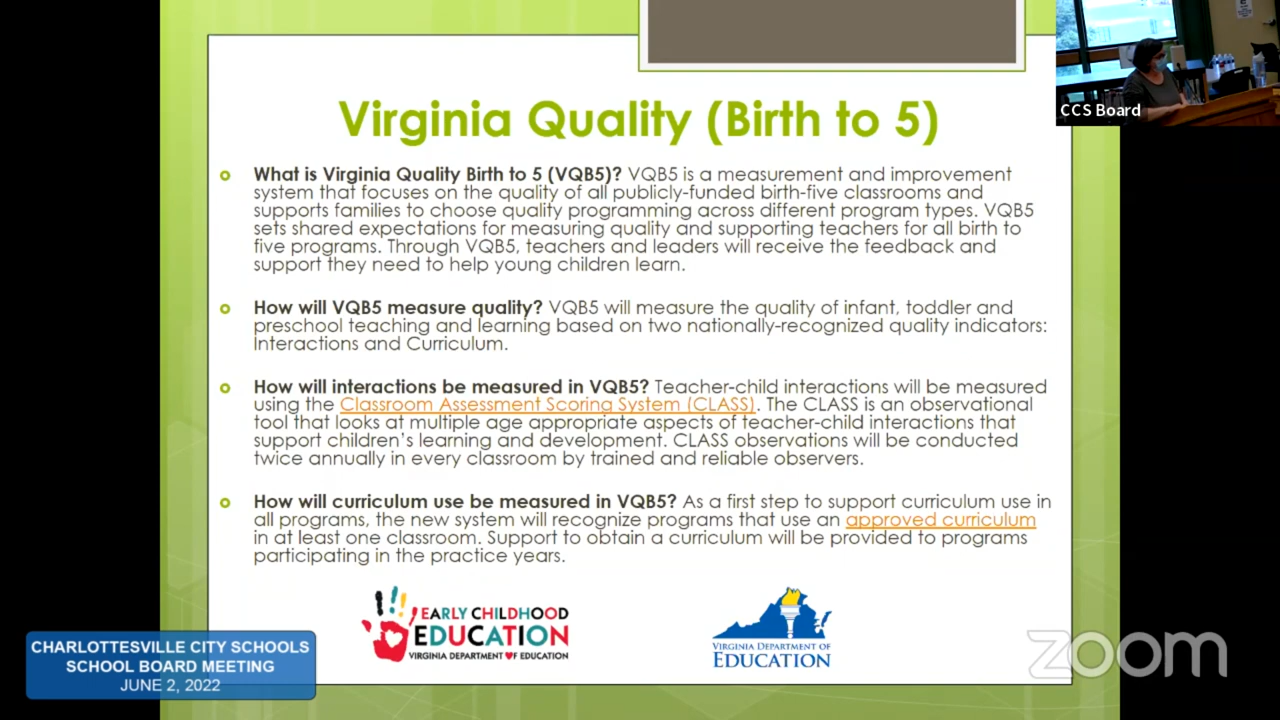 CCS Board
Virginia Quality (Birth to 5)
What is Virginia Quality Birth to 5 (VQB5)? VQB5 is a measurement and improvement
system that focuses on the quality of all publicly-funded birth-five classrooms and
supports families to choose quality programming across different program types. VQB5
sets shared expectations for measuring quality and supporting teachers for all birth to
five programs. Through VQB5, teachers and leaders will receive the feedback and
support they need to help young children learn.
How will VQB5 measure quality? VQB5 will measure the quality of infant, toddler and
preschool teaching and learning based on two nationally-recognized quality indicators:
Interactions and Curriculum.
How will interactions be measured in VQB5? Teacher-child interactions will be measured
using the Classroom Assessment Scoring System (CLASS). The CLASS is an observational
tool that looks at multiple age appropriate aspects of teacher-child interactions that
support children's learning and development. CLASS observations will be conducted
twice annually in every classroom by trained and reliable observers.
How will curriculum use be measured in VQB5? As a first step to support curriculum use in
all programs, the new system will recognize programs that use an approved curriculum
in at least one classroom. Support to obtain a curriculum will be provided to programs
participating in the practice years.
EARLY CHILDHOOD
EDUCATION
VIRGINIA DEPARTMENT OF EDUCATION
VIRGINIA DEPARTMENT OF
EDUCATION
CHARLOTTESVILLE CITY SCHOOLS
SCHOOL BOARD MEETING
JUNE 2, 2022
zoom